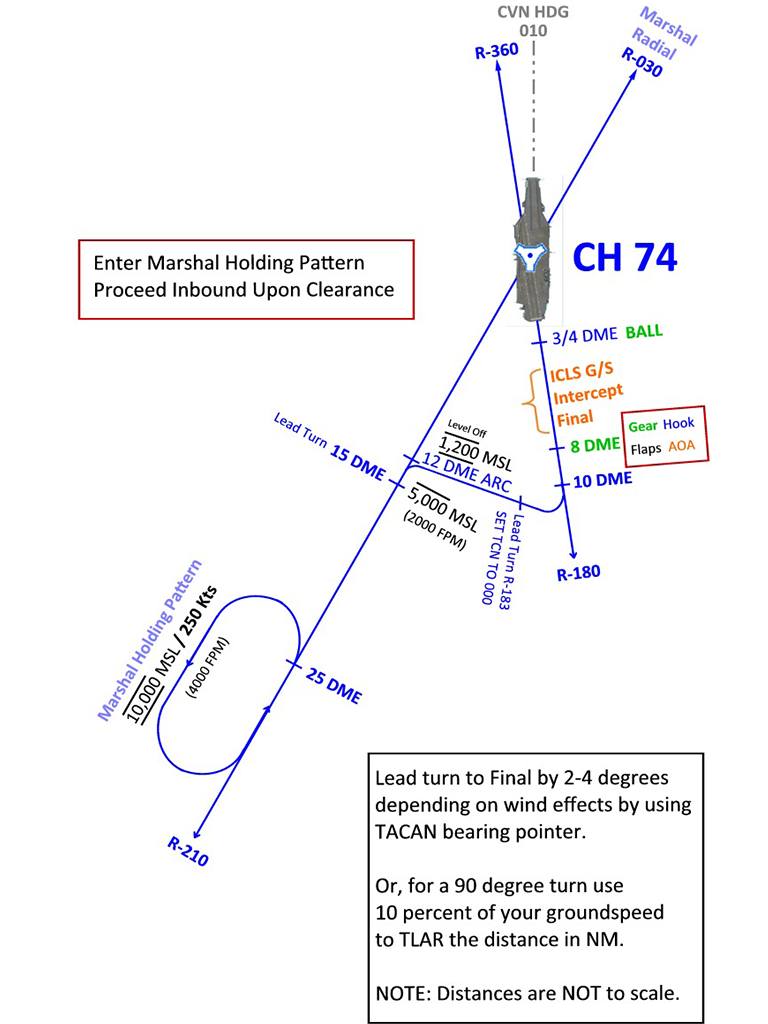 CVN HDG
010
R-360
Marshal
Radial
R-030
Enter Marshal Holding Pattern
Proceed Inbound Upon Clearance
CH 74
3/4 DME BALL
ICLS G/S
Intercept
Final
8 DME
Gear Hook
Flaps AOA
10 DME
R-180
Lead Turn 15 DME
Level Off
1,200 MSL
12 DME ARC
5,000 MSL
(2000 FPM)
Lead Turn R-183
SET TCN TO 000
Marshal Holding Pattern
10,000 MSL / 250 Kts
(4000 FPM)
25 DME
R-210
Lead turn to Final by 2-4 degrees
depending on wind effects by using
TACAN bearing pointer.
Or, for a 90 degree turn use
10 percent of your groundspeed
to TLAR the distance in NM.
NOTE: Distances are NOT to scale.